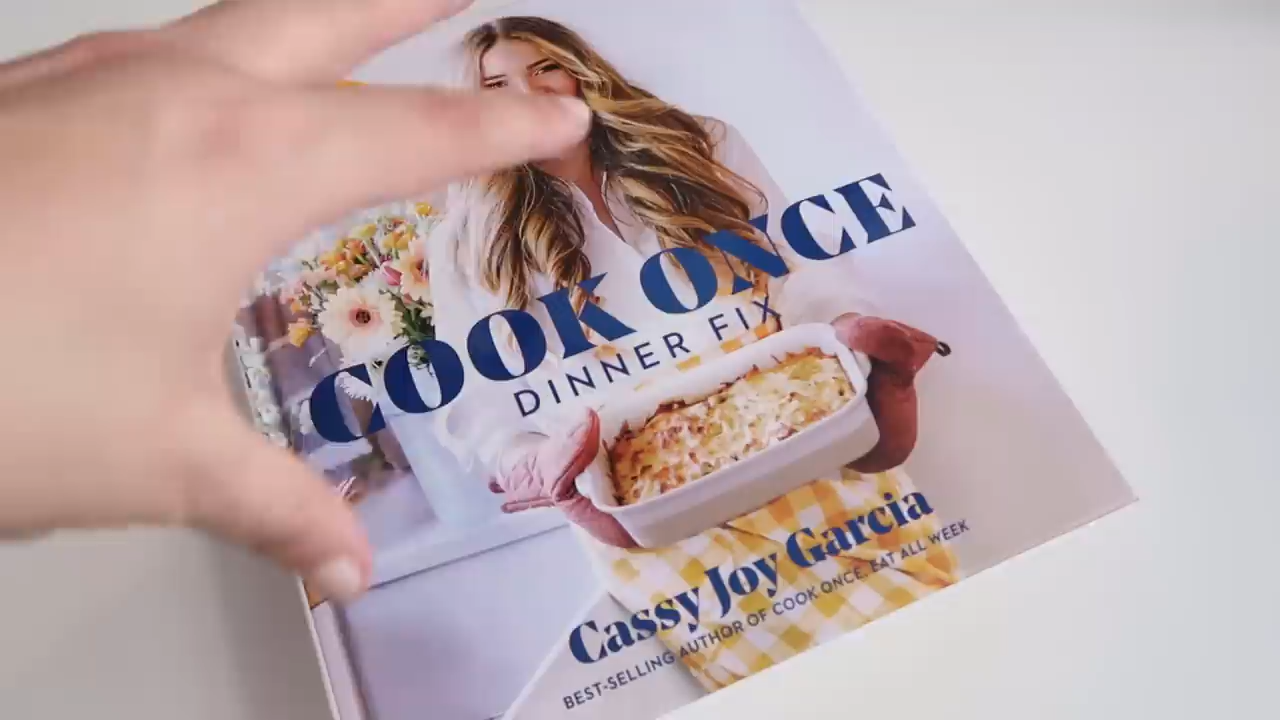 COOK ONCE
DINNER FIX
Cassy Joy Garcia
BEST-SELLING AUTHOR OF COOK ONCE, EAT ALL WEEK